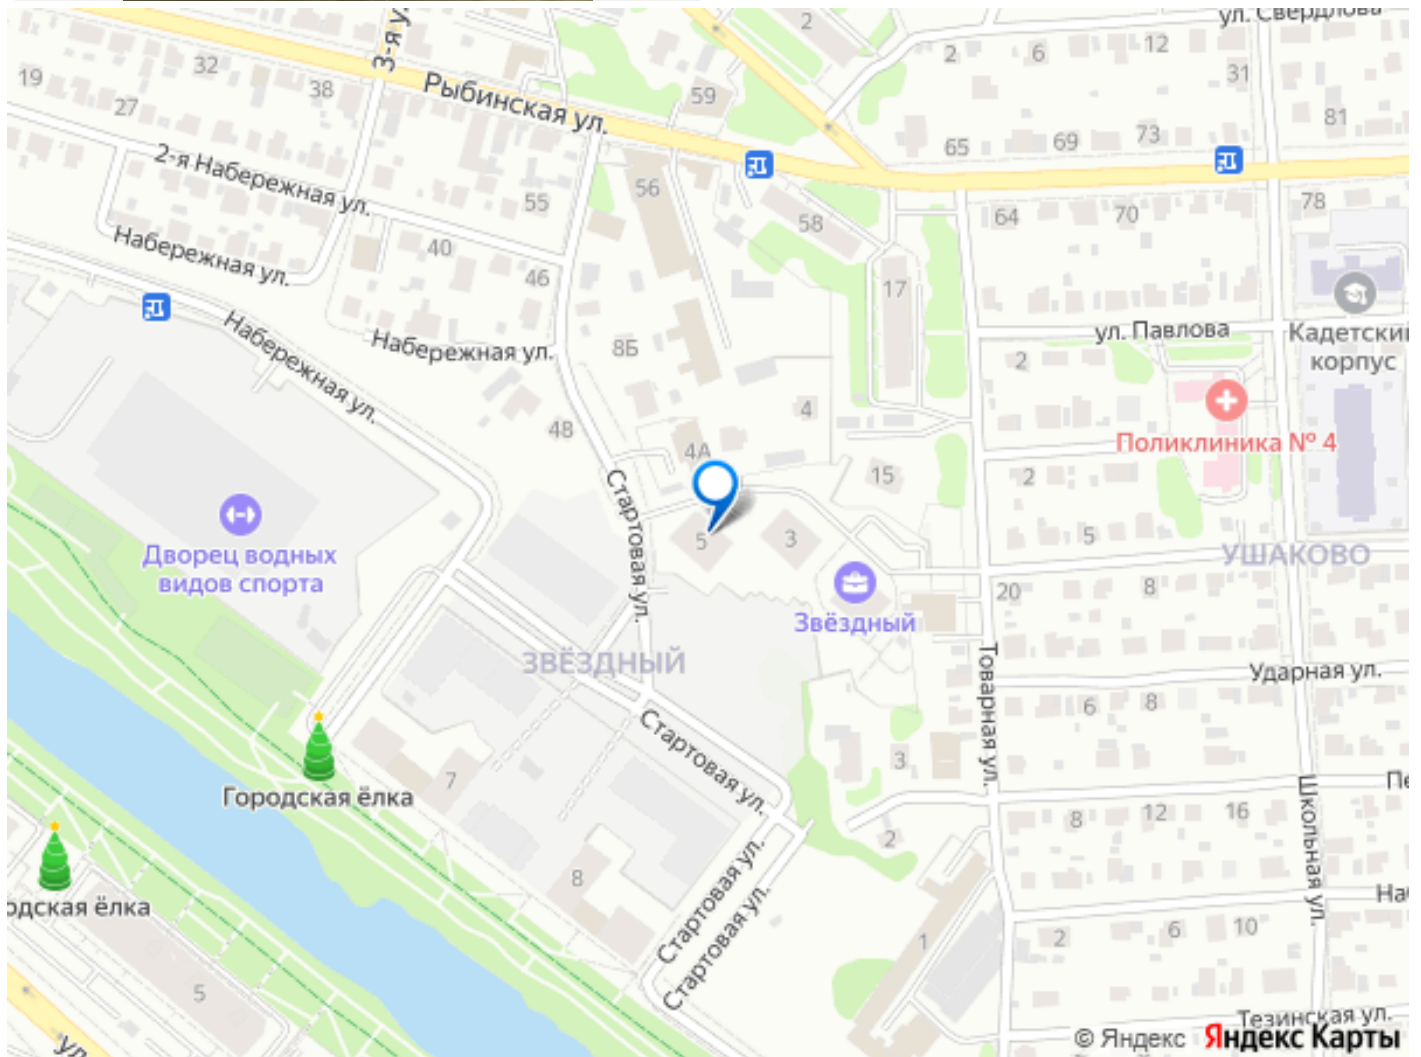 2
ул. Свердлова
3-я у
32
19
38
27
Рыбинская ул.
59
2
6
12
31
81
65
69
73
2-я Набережная ул.
56
55
58
64
70
78
Набережная ул.
40
46
17
Набережная ул.
Набережная ул.
8Б
ул. Павлова
2
Кадетский
корпус
4
48
4А
Поликлиника № 4
15
2
Стартовая ул.
5
3
5
Дворец водных
видов спорта
УШАКОВО
20
8
Звёздный
ЗВЁЗДНЫЙ
Товарная ул.
Ударная ул.
6
8
Стартовая ул.
3
7
Городская ёлка
Пе
8
12
16
Школьная ул.
2
8
Стартовая ул.
Стартовая ул.
одская ёлка
На
1
2
6
10
5
Тезинская ул.
ул
© Яндекс Яндекс Карты